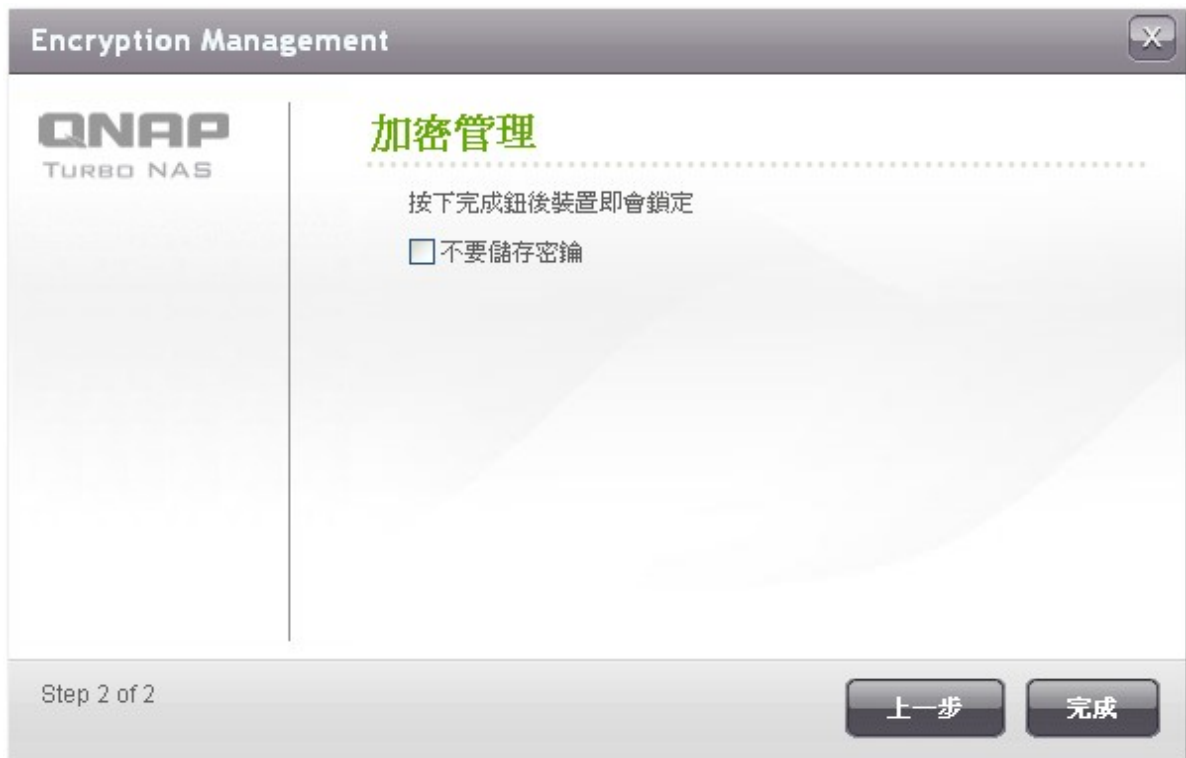 Encryption Management
X
QNAP
TURBO NAS
加密管理
按下完成鈕後裝置即會鎖定
不要儲存密鑰
Step 2 of 2
上一步
完成